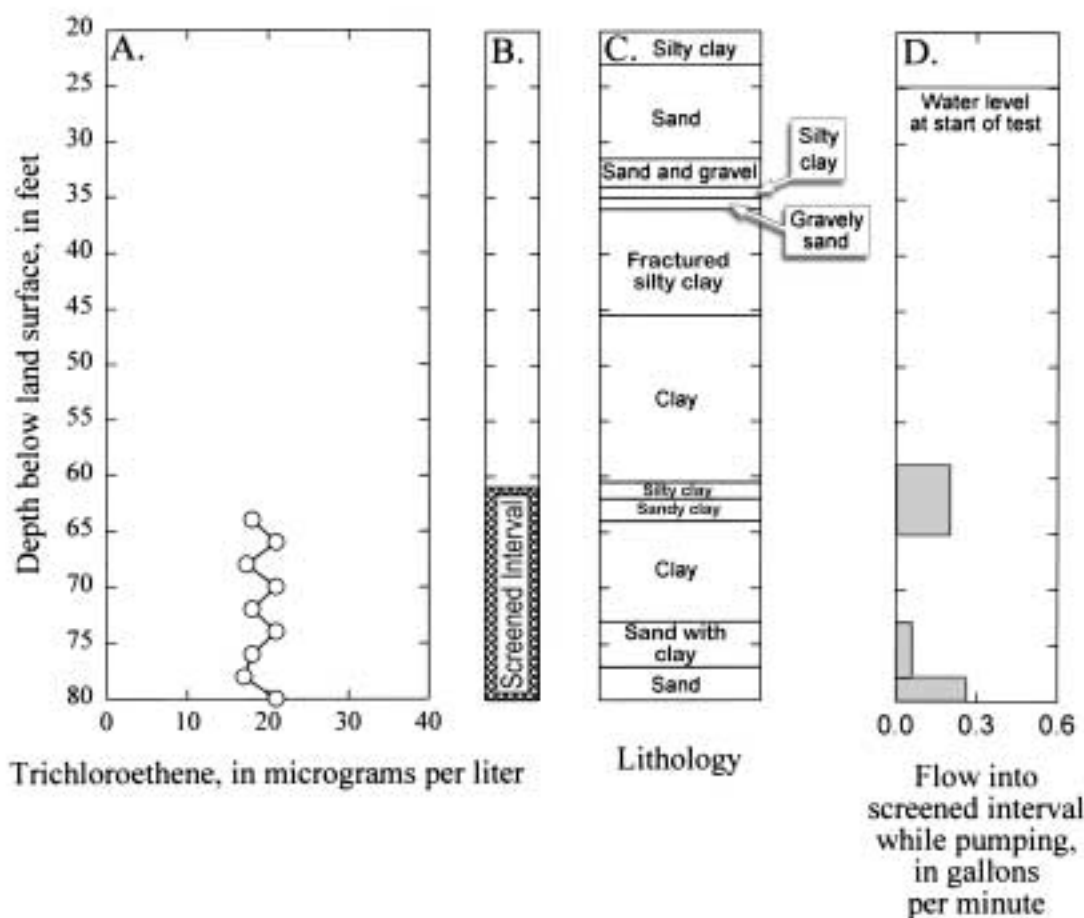 A.
B.
C.
D.
20
25
30
35
40
45
50
55
60
65
70
75
80
Depth below land surface, in feet
0
10
20
30
40
Trichloroethene, in micrograms per liter
Screened Interval
Silty clay
Sand
Sand and gravel
Silty
clay
Gravely
sand
Fractured
silty clay
Clay
Silty clay
Sandy clay
Clay
Sand with
clay
Sand
Lithology
Water level
at start of test
0.0
0.3
0.6
Flow into
screened interval
while pumping,
in gallons
per minute